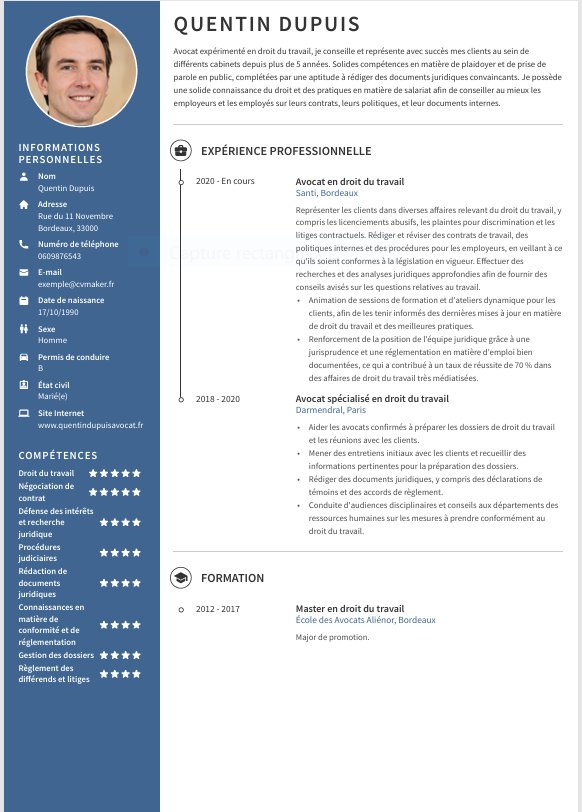 QUENTIN DUPUIS
Avocat expérimenté en droit du travail, je conseille et représente avec succès mes clients au sein de
différents cabinets depuis plus de 5 années. Solides compétences en matière de plaidoyer et de prise de
parole en public, complétées par une aptitude à rédiger des documents juridiques convaincants. Je possède
une solide connaissance du droit et des pratiques en matière de salariat afin de conseiller au mieux les
employeurs et les employés sur leurs contrats, leurs politiques, et leur documents internes.
INFORMATIONS
PERSONNELLES
Nom
Quentin Dupuis
Adresse
Rue du 11 Novembre
Bordeaux, 33000
Numéro de téléphone
0609876543
E-mail
exemple@cvmaker.fr
Date de naissance
17/10/1990
Sexe
Homme
Permis de conduire
B
État civil
Marié(e)
Site Internet
www.quentindupuisavocat.fr
COMPÉTENCES
Droit du travail
Négociation de
contrat
Défense des intérêts
et recherche
juridique
Procédures
judiciaires
Rédaction de
documents
juridiques
Connaissances en
matière de
conformité et de
réglementation
Gestion des dossiers
Règlement des
différends et litiges
EXPÉRIENCE PROFESSIONNELLE
2020 - En cours
Avocat en droit du travail
Santi, Bordeaux
Représenter les clients dans diverses affaires relevant du droit du travail, y
compris les licenciements abusifs, les plaintes pour discrimination et les
litiges contractuels. Rédiger et réviser des contrats de travail, des
politiques internes et des procédures pour les employeurs, en veillant à ce
qu'ils soient conformes à la législation en vigueur. Effectuer des
recherches et des analyses juridiques approfondies afin de fournir des
conseils avisés sur les questions relatives au travail.
• Animation de sessions de formation et d'ateliers dynamique pour les
clients, afin de les tenir informés des dernières mises à jour en matière
de droit du travail et des meilleures pratiques.
• Renforcement de la position de l'équipe juridique grâce à une
jurisprudence et une réglementation en matière d'emploi bien
documentées, ce qui a contribué à un taux de réussite de 70 % dans
des affaires de droit du travail très médiatisées.
2018 - 2020
Avocat spécialisé en droit du travail
Darmendral, Paris
• Aider les avocats confirmés à préparer les dossiers de droit du travail
et les réunions avec les clients.
• Mener des entretiens initiaux avec les clients et recueillir des
informations pertinentes pour la préparation des dossiers.
• Rédiger des documents juridiques, y compris des déclarations de
témoins et des accords de règlement.
• Conduite d'audiences disciplinaires et conseils aux départements des
ressources humaines sur les mesures à prendre conformément au
droit du travail.
FORMATION
2012 - 2017
Master en droit du travail
École des Avocats Aliénor, Bordeaux
Major de promotion.
Capture